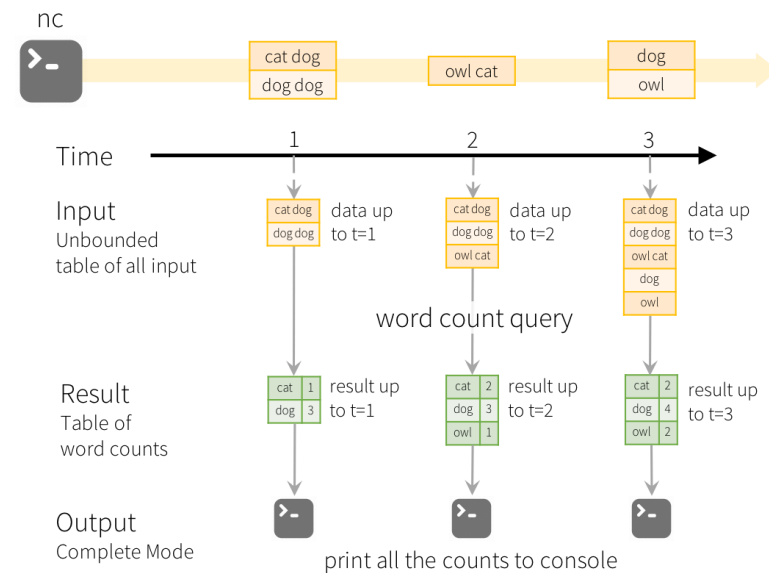 nc
cat dog
dog dog
owl cat
dog
owl
Time
1
2
3
Input
Unbounded
table of all input
cat dog
dog dog
data up
to t=1
cat dog
dog dog
owl cat
data up
to t=2
cat dog
dog dog
owl cat
dog
owl
data up
to t=3
word count query
Result
Table of
word counts
cat 1
dog 3
result up
to t=1
cat 2
dog 3
owl 1
result up
to t=2
cat 2
dog 4
owl 2
result up
to t=3
Output
Complete Mode
print all the counts to console